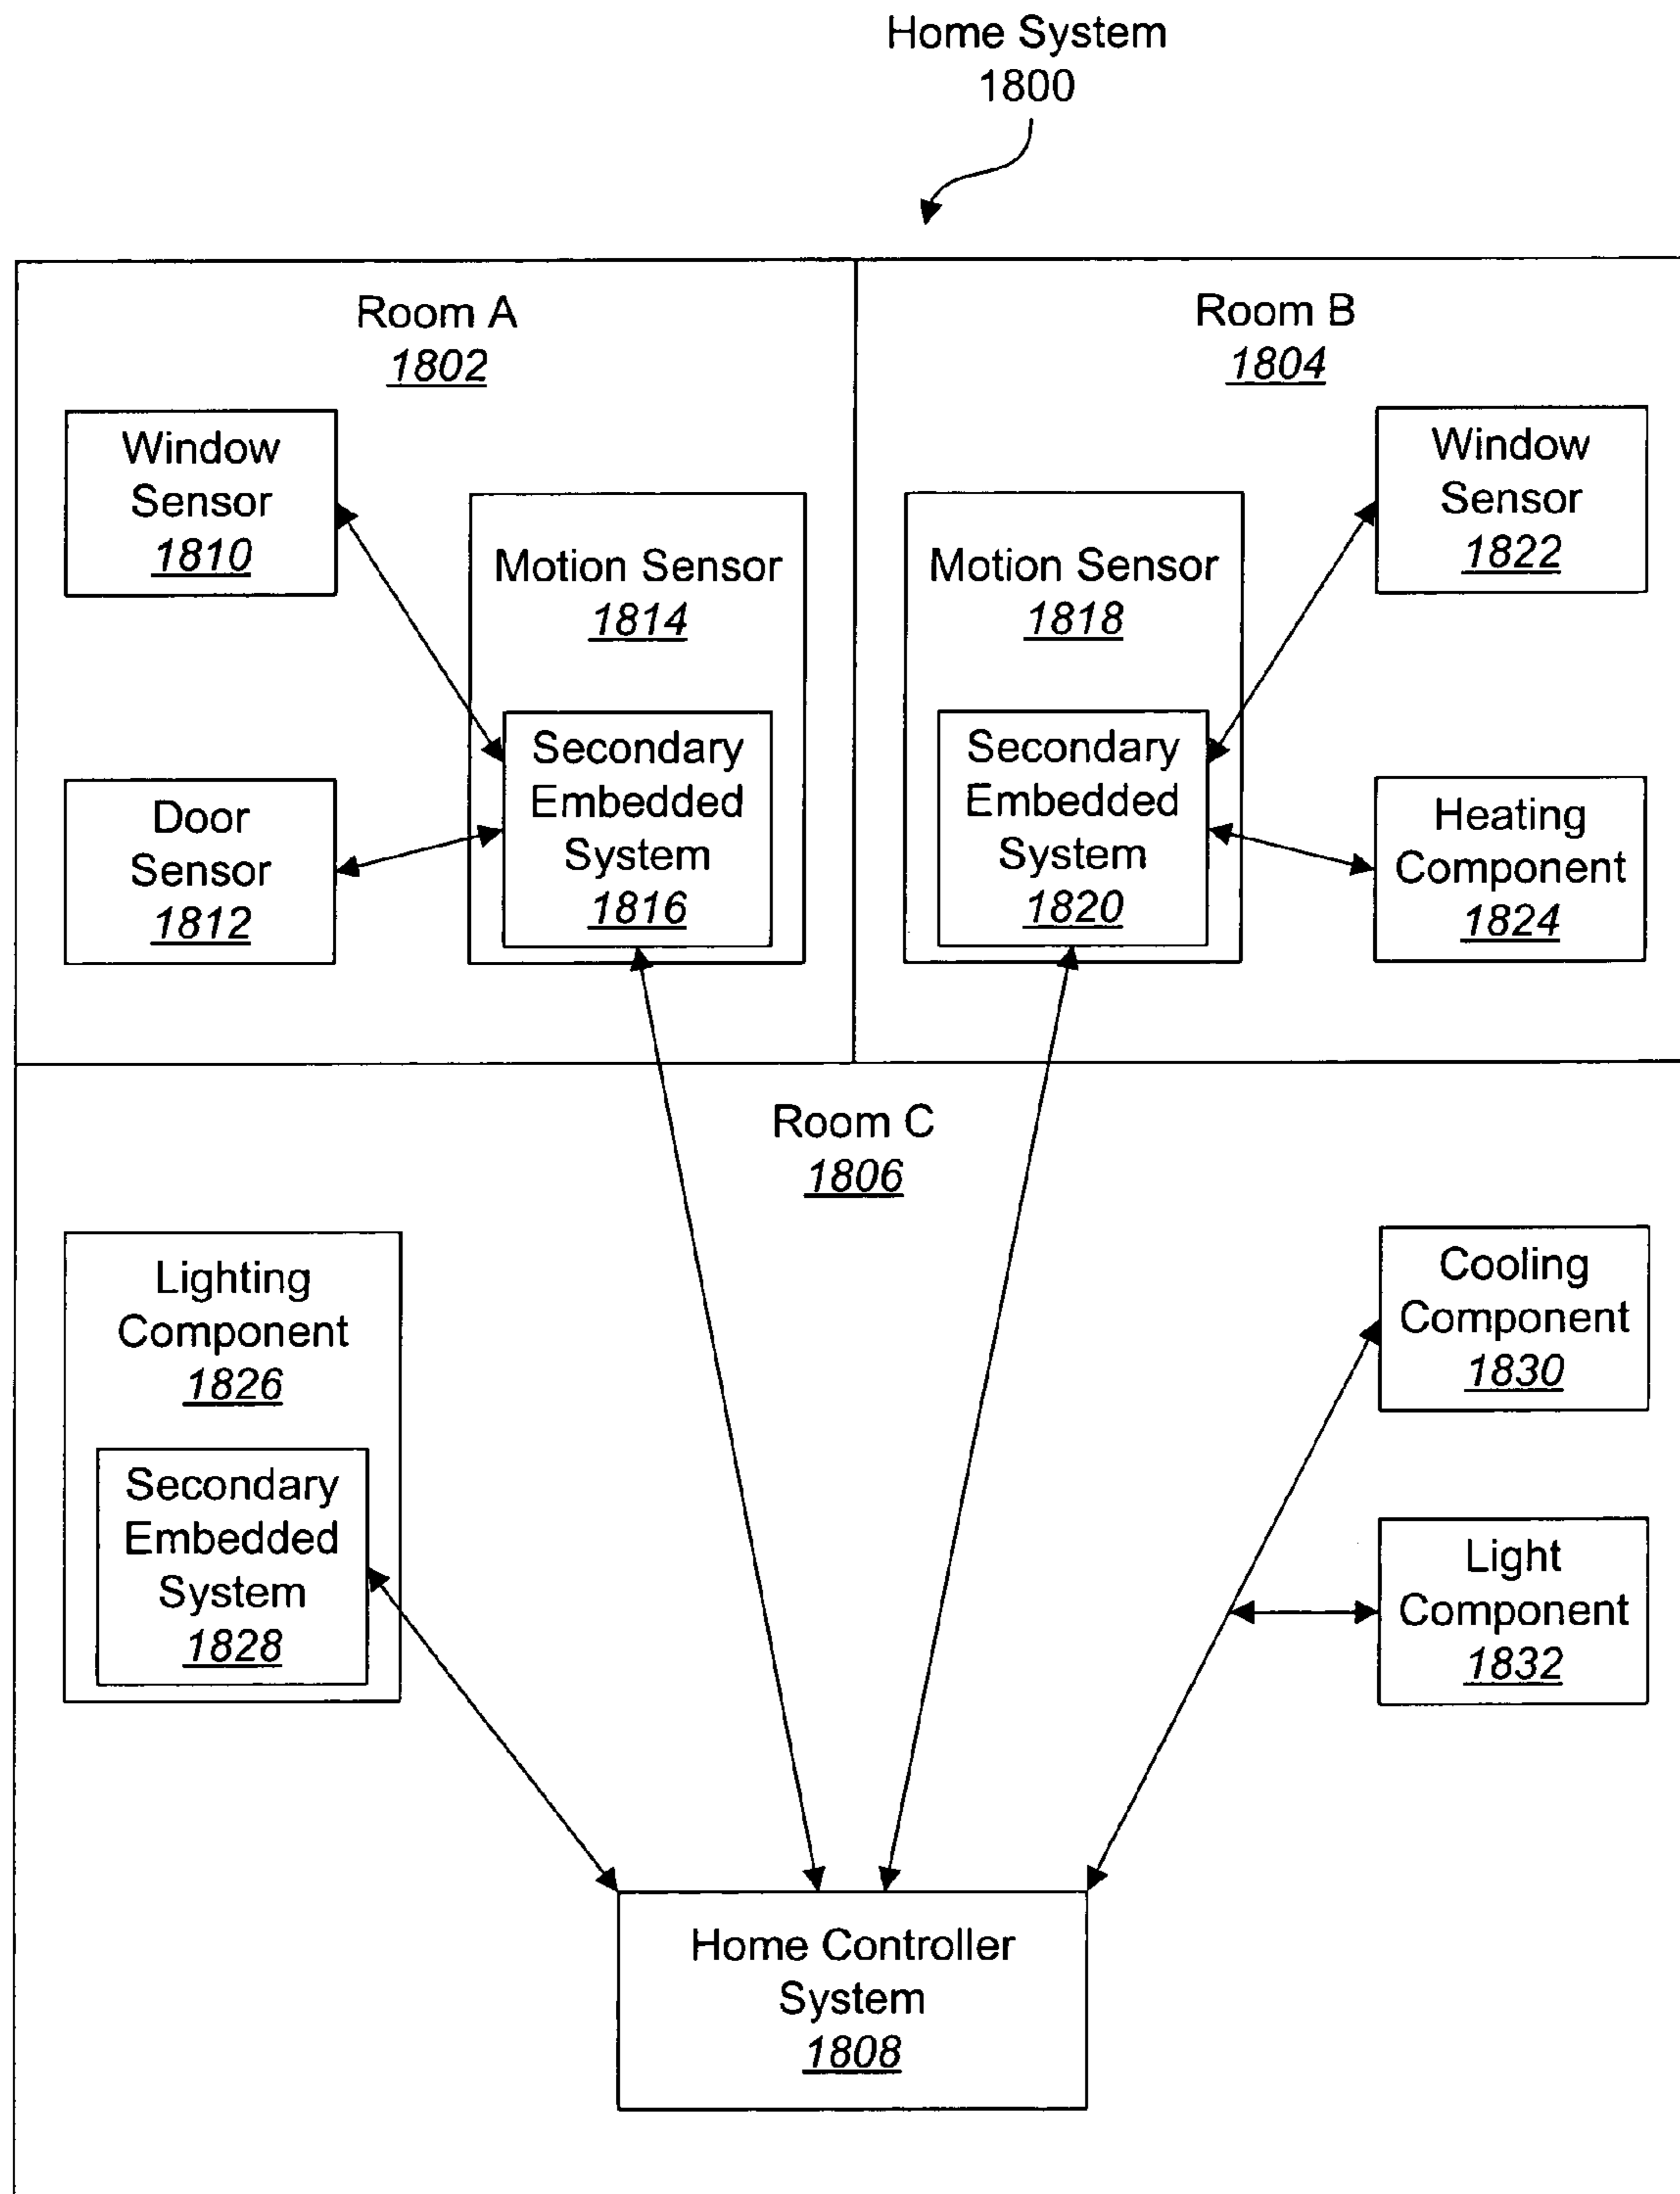 Home System
1800
Room A
1802
Window
Sensor
1810
Motion Sensor
1814
Secondary
Embedded
System
1816
Door
Sensor
1812
Room B
1804
Motion Sensor
1818
Secondary
Embedded
System
1820
Window
Sensor
1822
Heating
Component
1824
Room C
1806
Lighting
Component
1826
Secondary
Embedded
System
1828
Cooling
Component
1830
Light
Component
1832
Home Controller
System
1808